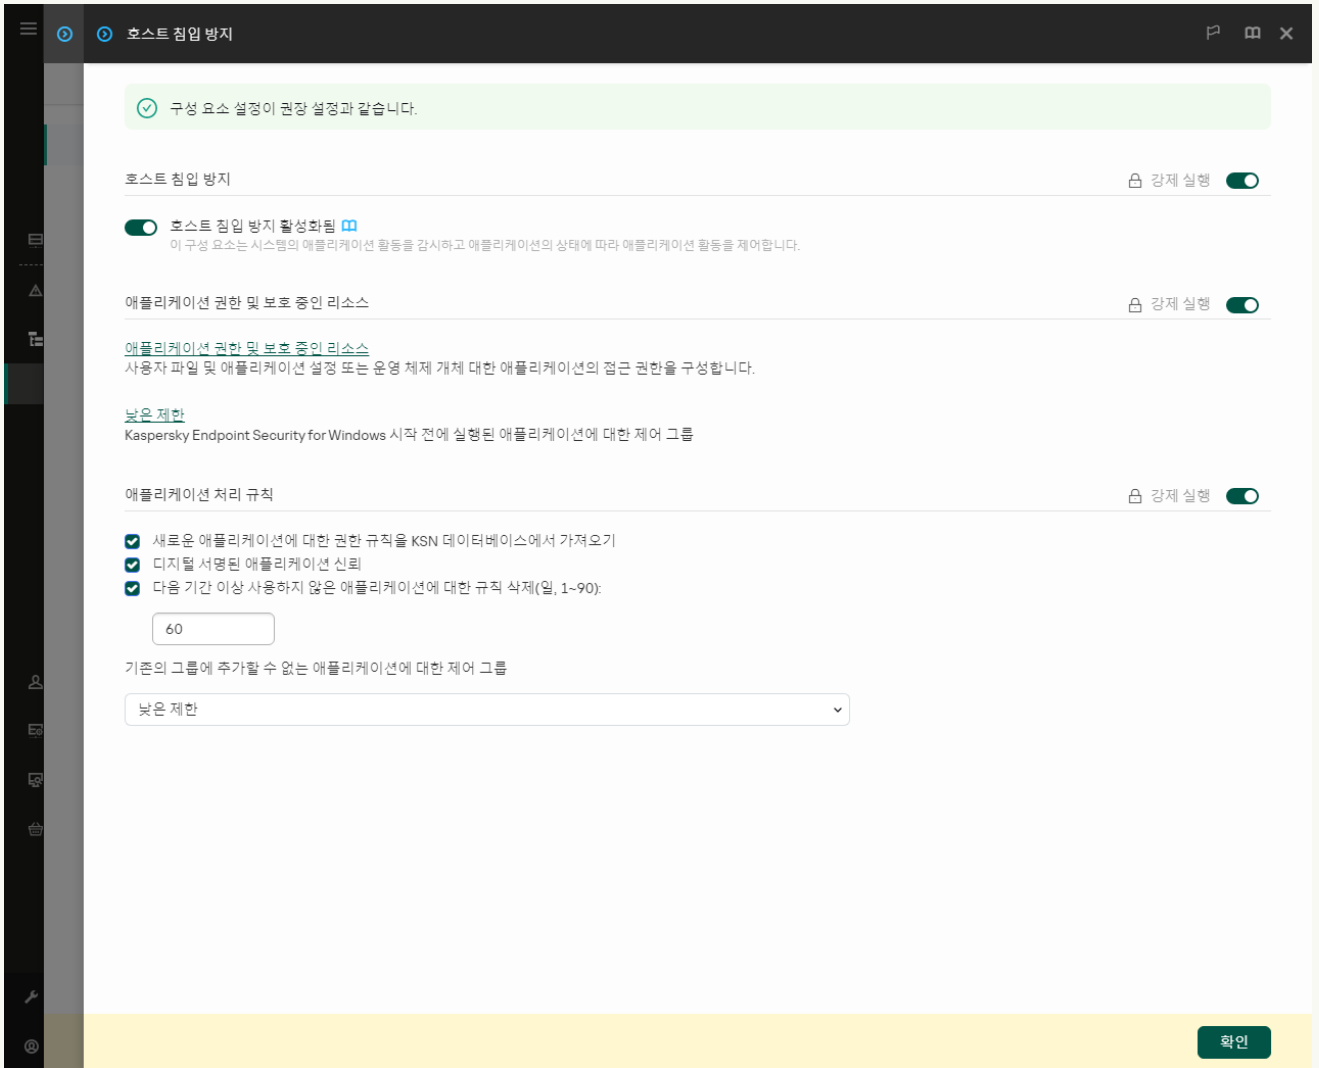 호스트 침입 방지
구성 요소 설정이 권장 설정과 같습니다.
호스트 침입 방지
강제 실행
호스트 침입 방지 활성화됨
이 구성 요소는 시스템의 애플리케이션 활동을 감시하고 애플리케이션의 상태에 따라 애플리케이션 활동을 제어합니다.
애플리케이션 권한 및 보호 중인 리소스
강제 실행
애플리케이션 권한 및 보호 중인 리소스
사용자 파일 및 애플리케이션 설정 또는 운영 체제 개체 대한 애플리케이션의 접근 권한을 구성합니다.
낮은 제한
Kaspersky Endpoint Security for Windows 시작 전에 실행된 애플리케이션에 대한 제어 그룹
애플리케이션 처리 규칙
강제 실행
새로운 애플리케이션에 대한 권한 규칙을 KSN 데이터베이스에서 가져오기
디지털 서명된 애플리케이션 신뢰
다음 기간 이상 사용하지 않은 애플리케이션에 대한 규칙 삭제(일, 1~90):
60
기존의 그룹에 추가할 수 없는 애플리케이션에 대한 제어 그룹
낮은 제한
확인